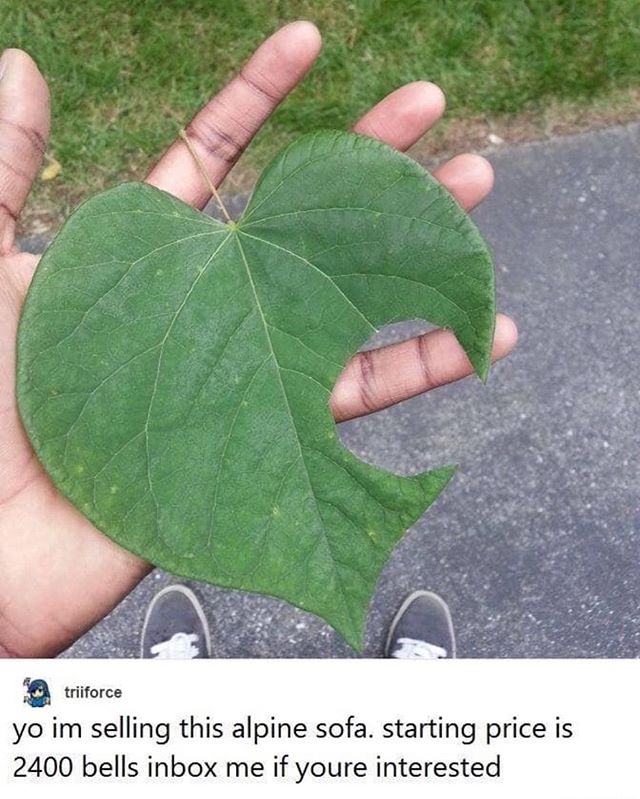 triiforce
yo im selling this alpine sofa. starting price is
2400 bells inbox me if youre interested